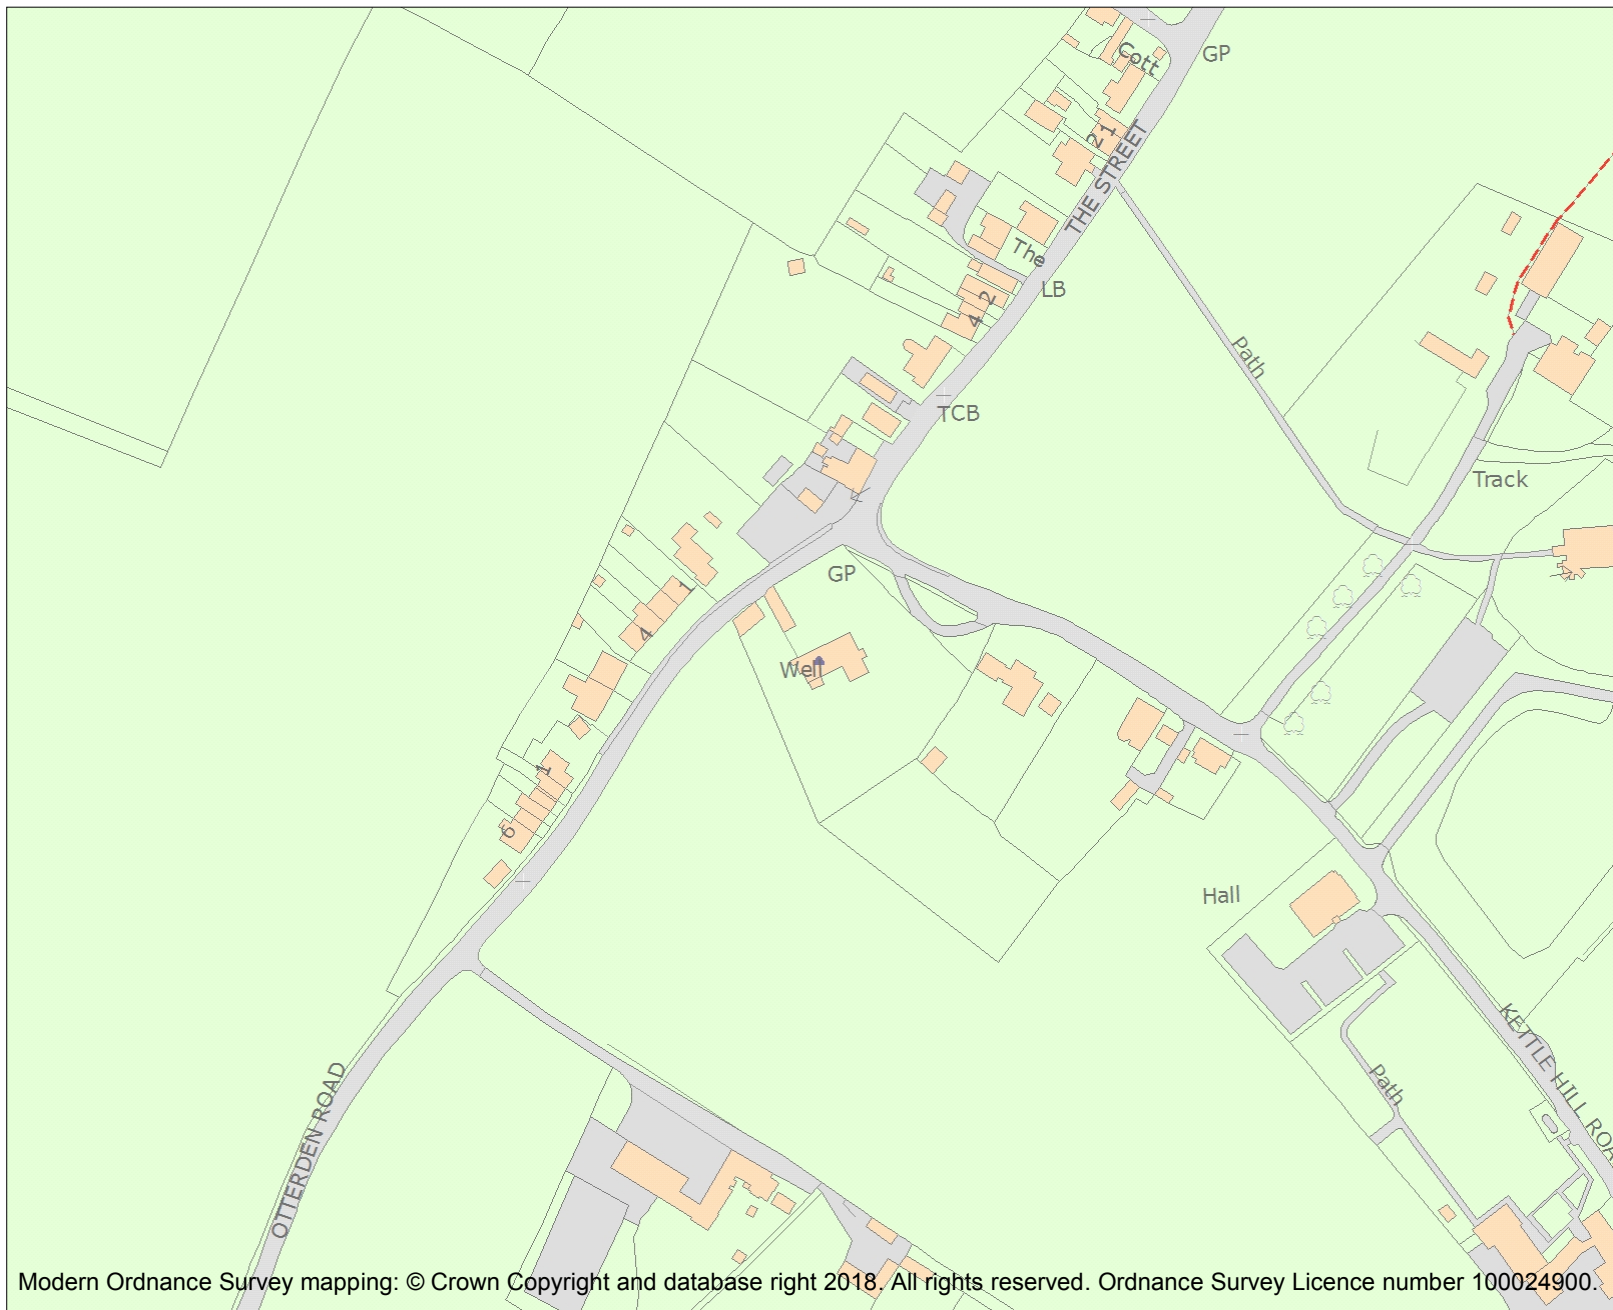 Cott
GP
1
2
THE STREET
The
LB
2
4
Path
TCB
Track
GP
1
4
Well
1
6
Hall
KETTLE HILL ROA
Path
OTTERDEN ROAD
Modern Ordnance Survey mapping: © Crown Copyright and database right 2018. All rights reserved. Ordnance Survey Licence number 100024900.